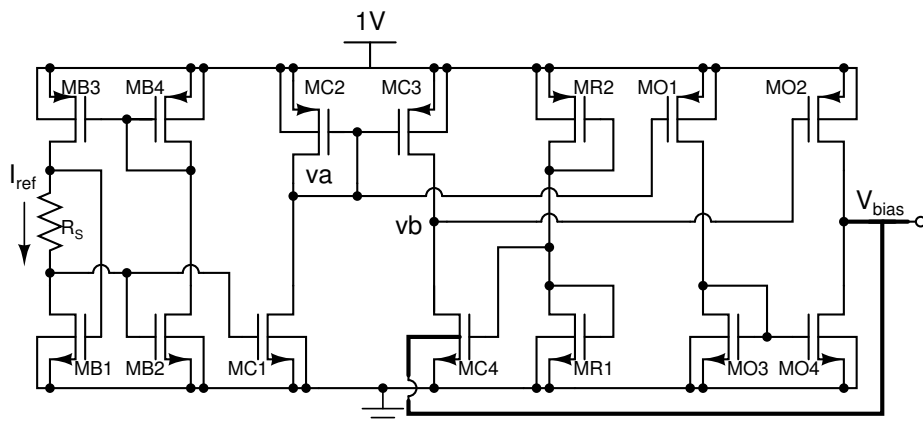 1V
MB3
MB4
MC2
MC3
MR2
MO1
MO2
Iref
va
Vbias
RS
vb
MB1
MB2
MC1
MC4
MR1
MO3
MO4